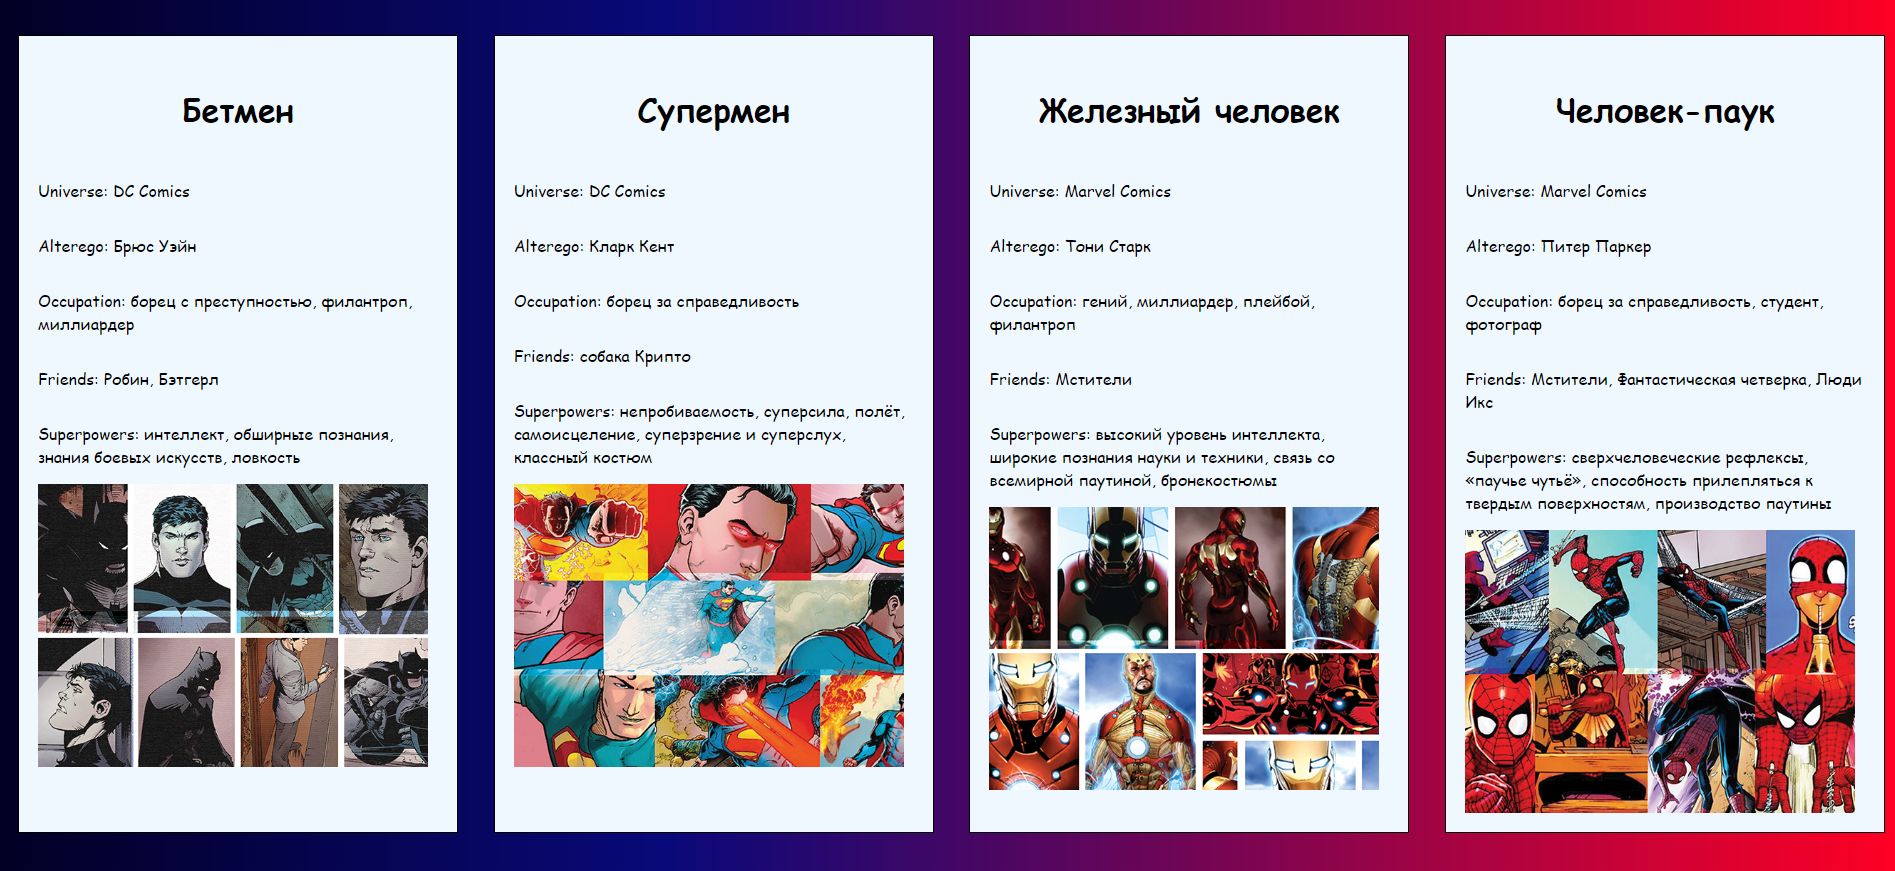 Бетмен
Universe: DC Comics
Alterego: Брюс Уэйн
Occupation: борец с преступностью, филантроп,
миллиардер
Friends: Робин, Бэтгерл
Superpowers: интеллект, обширные познания,
знания боевых искусств, ловкость
Супермен
Universe: DC Comics
Alterego: Кларк Кент
Occupation: борец за справедливость
Friends: собака Крипто
Superpowers: непробиваемость, суперсила, полёт,
самоисцеление, суперзрение и суперслух,
классный костюм
Железный человек
Universe: Marvel Comics
Alterego: Тони Старк
Occupation: гений, миллиардер, плейбой,
филантроп
Friends: Мстители
Superpowers: высокий уровень интеллекта,
широкие познания науки и техники, связь со
всемирной паутиной, бронекостюмы
Человек-паук
Universe: Marvel Comics
Alterego: Питер Паркер
Occupation: борец за справедливость, студент,
фотограф
Friends: Мстители, Фантастическая четверка, Люди
Икс
Superpowers: сверхчеловеческие рефлексы,
«паучье чутьё», способность прилепляться к
твердым поверхностям, производство паутины